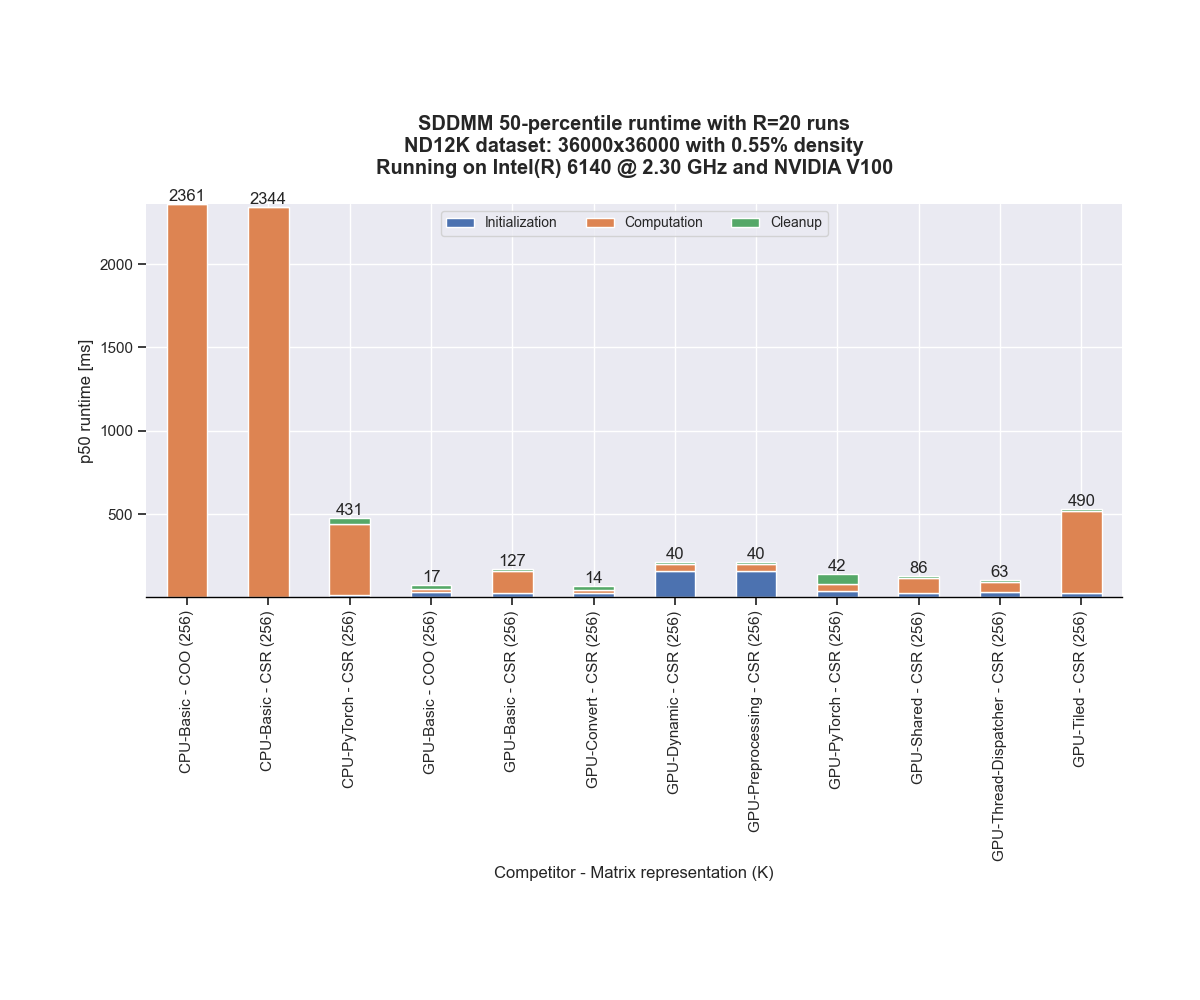 SDDMM 50-percentile runtime with R=20 runs
ND12K dataset: 36000x36000 with 0.55% density
Running on Intel(R) 6140 @ 2.30 GHz and NVIDIA V100
Initialization Computation Cleanup
p50 runtime [ms]
2000
1500
1000
500
2361
2344
431
17
127
14
40
40
42
86
63
490
CPU-Basic - COO (256)
CPU-Basic - CSR (256)
CPU-PyTorch - CSR (256)
GPU-Basic - COO (256)
GPU-Basic - CSR (256)
GPU-Convert - CSR (256)
GPU-Dynamic - CSR (256)
GPU-Preprocessing - CSR (256)
GPU-PyTorch - CSR (256)
GPU-Shared - CSR (256)
GPU-Thread-Dispatcher - CSR (256)
GPU-Tiled - CSR (256)
Competitor - Matrix representation (K)